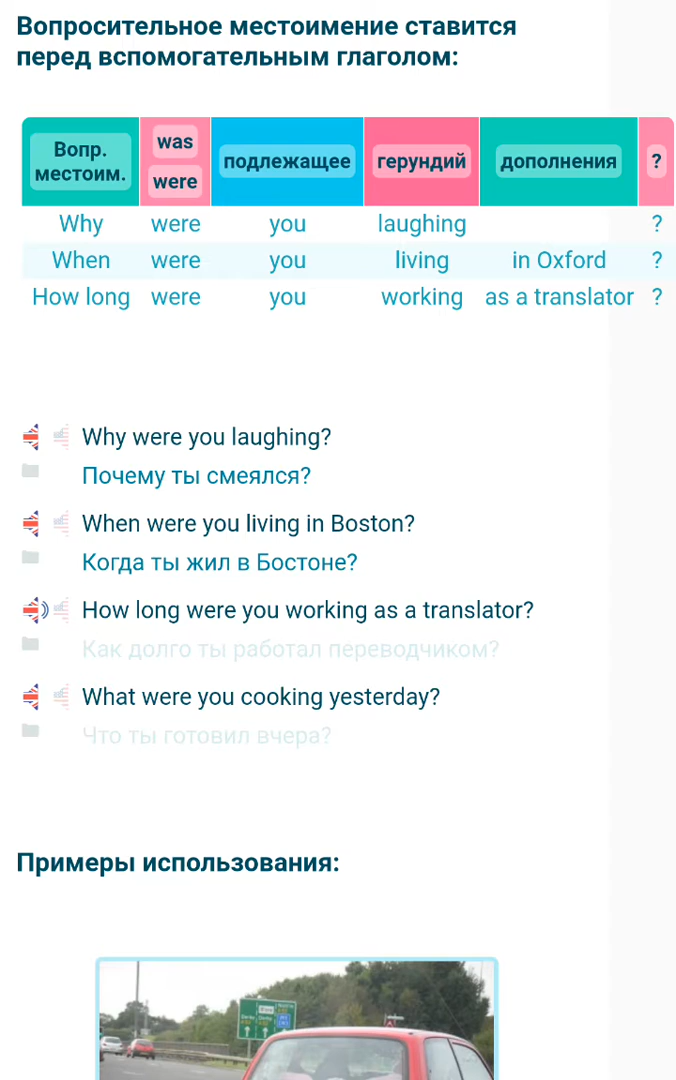 Вопросительное местоимение ставится
перед вспомогательным глаголом:
Вопр. местоим. was were подлежащее герундий дополнения ?
Why were you laughing ?
When were you living in Oxford ?
How long were you working as a translator ?
Why were you laughing?
Почему ты смеялся?
When were you living in Boston?
Когда ты жил в Бостоне?
How long were you working as a translator?
Как долго ты работал переводчиком?
What were you cooking yesterday?
Что ты готовил вчера?
Примеры использования: